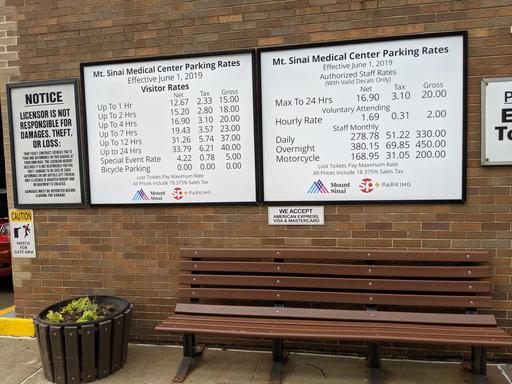 NOTICE
LICENSOR IS NOT
RESPONSIBLE FOR
DAMAGES, THEFT,
OR LOSS:
CAUTION
WATCH
FOR
GATE ARM
Mt. Sinai Medical Center Parking Rates
Effective June 1, 2019
Visitor Rates
Net Tax Gross
Up To 1 Hr 12.67 2.33 15.00
Up To 2 Hrs 15.20 2.80 18.00
Up To 4 Hrs 16.90 3.10 20.00
Up To 7 Hrs 19.43 3.57 23.00
Up To 12 Hrs 31.26 5.74 37.00
Up To 24 Hrs 33.79 6.21 40.00
Special Event Rate 4.22 0.78 5.00
Bicycle Parking 0.00 0.00 0.00
Lost Tickets Pay Maximum Rate
All Prices Include 18.375% Sales Tax
Mount
Sinai
sp+ PARKING
Mt. Sinai Medical Center Parking Rates
Effective June 1, 2019
Authorized Staff Rates
(With Valid Decals Only)
Net Tax Gross
Max To 24 Hrs 16.90 3.10 20.00
Voluntary Attending
Hourly Rate 1.69 0.31 2.00
Staff Monthly
Daily 278.78 51.22 330.00
Overnight 380.15 69.85 450.00
Motorcycle 168.95 31.05 200.00
Lost Tickets Pay Maximum Rate
All Prices Include 18.375% Sales Tax
Mount
Sinai
sp+ PARKING
WE ACCEPT
AMERICAN EXPRESS,
VISA & MASTERCARD
P
E
To